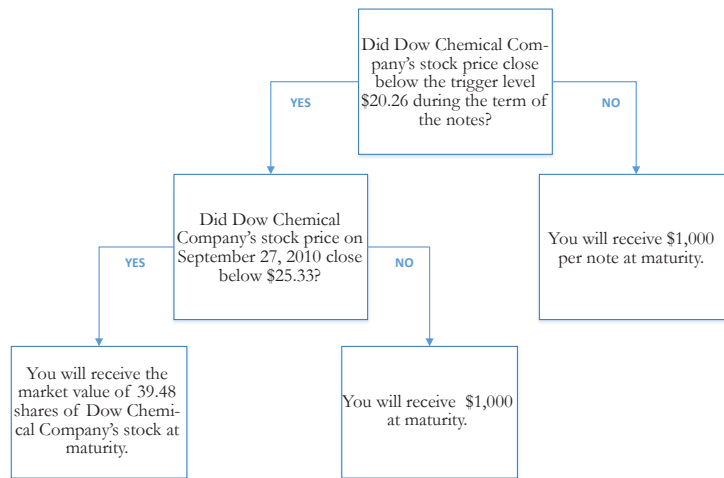 Did Dow Chemical Com-
pany's stock price close
below the trigger level
$20.26 during the term of
the notes?
YES
NO
Did Dow Chemical
Company's stock price on
September 27, 2010 close
below $25.33?
You will receive $1,000
per note at maturity.
YES
NO
You will receive the
market value of 39.48
shares of Dow Chemi-
cal Company's stock at
maturity.
You will receive $1,000
at maturity.